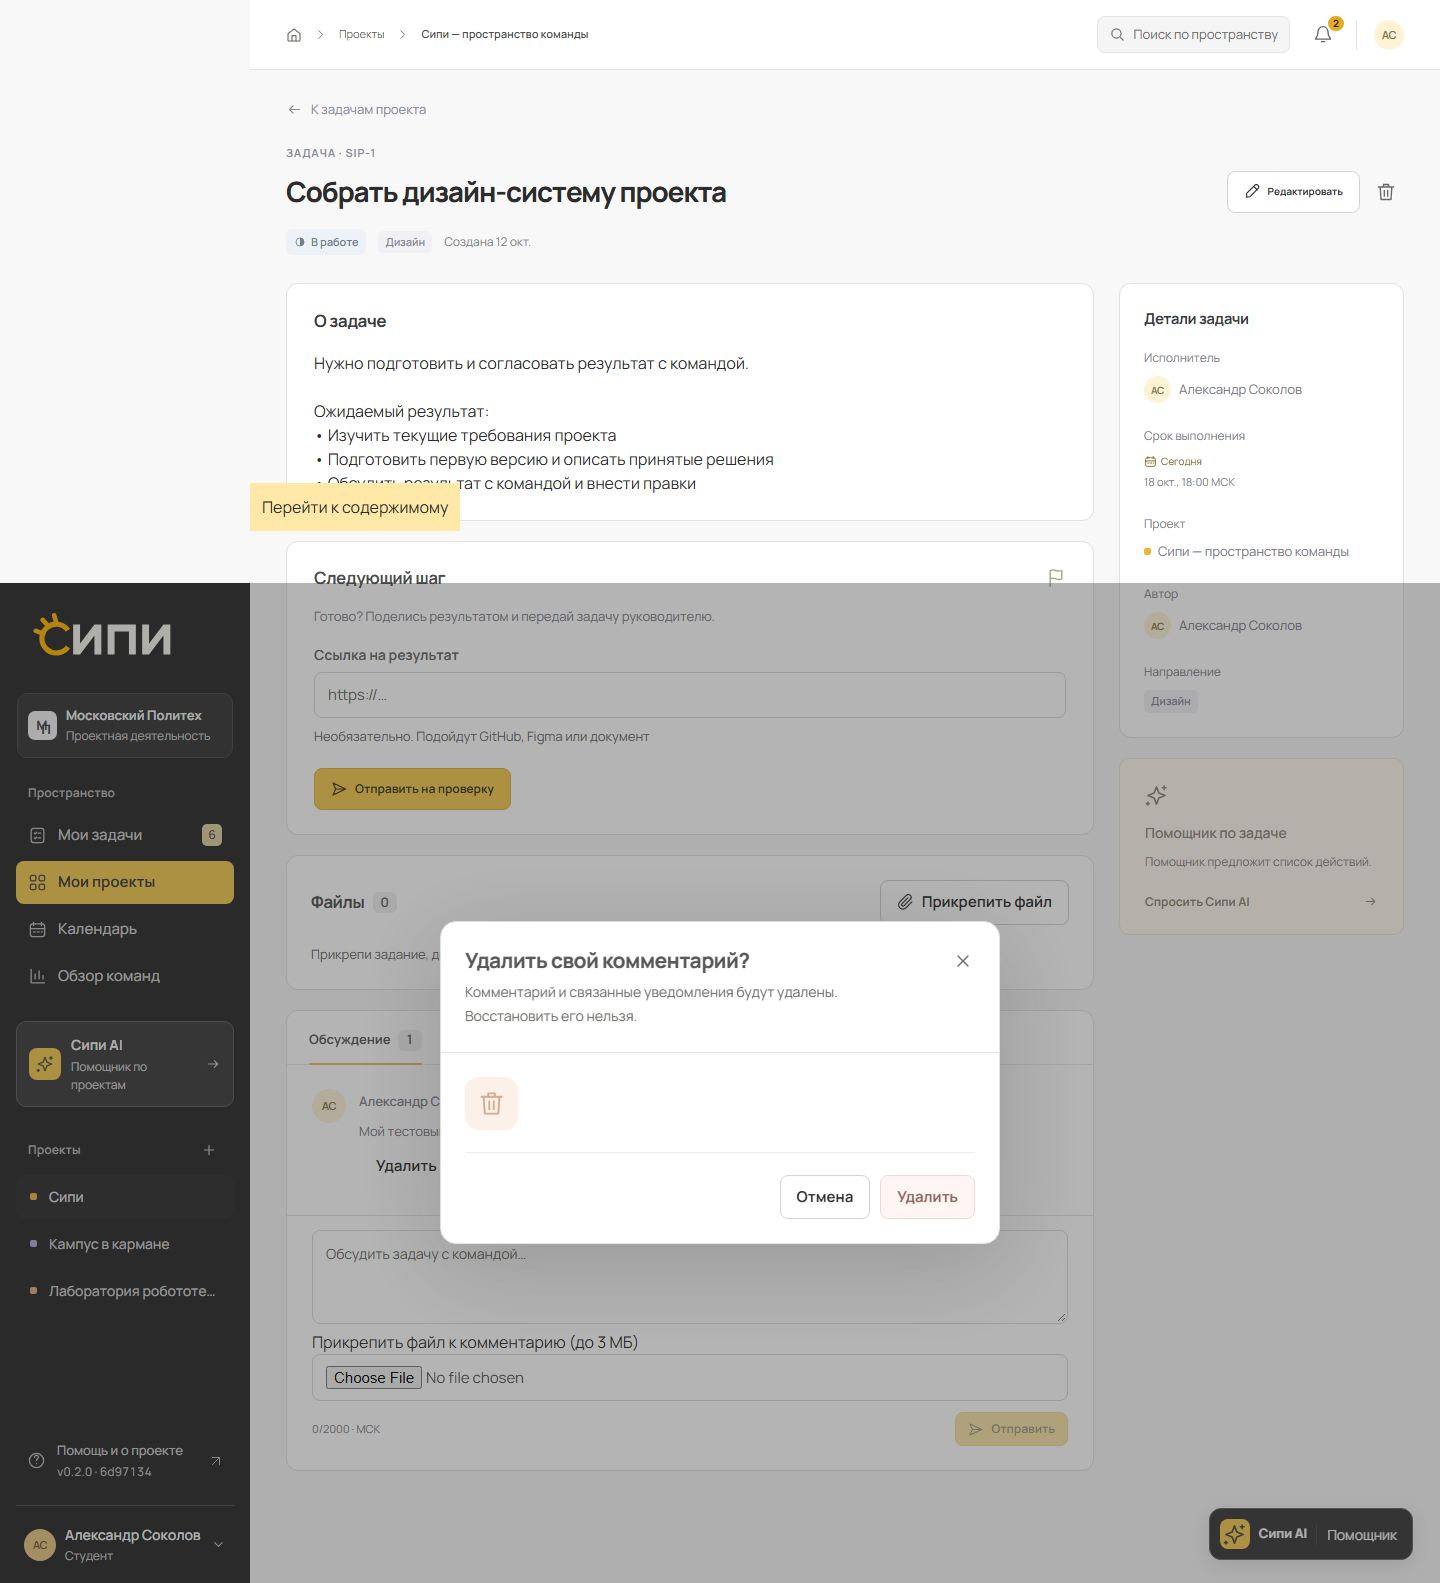 Проекты
Сипи — пространство команды
Поиск по пространству
2
АС
К задачам проекта
ЗАДАЧА · SIP-1
Собрать дизайн-систему проекта
Редактировать
В работе
Дизайн
Создана 12 окт.
О задаче
Нужно подготовить и согласовать результат с командой.
Ожидаемый результат:
• Изучить текущие требования проекта
• Подготовить первую версию и описать принятые решения
• Обсудить результат с командой и внести правки
Перейти к содержимому
Детали задачи
Исполнитель
АС
Александр Соколов
Срок выполнения
Сегодня
18 окт., 18:00 МСК
Проект
Сипи — пространство команды
Автор
АС
Александр Соколов
Направление
Дизайн
Следующий шаг
Готово? Поделись результатом и передай задачу руководителю.
Ссылка на результат
https://...
Необязательно. Подойдут GitHub, Figma или документ
Отправить на проверку
Помощник по задаче
Помощник предложит список действий.
Спросить Сипи AI
Файлы 0
Прикрепить файл
Прикрепи задание, д
Обсуждение 1
АС
Александр С
Мой тестовы
Удалить
Удалить свой комментарий?
Комментарий и связанные уведомления будут удалены.
Восстановить его нельзя.
Отмена
Удалить
Обсудить задачу с командой...
Прикрепить файл к комментарию (до 3 МБ)
Choose File No file chosen
0/2000 · МСК
Отправить
Сипи AI
Помощник
Сипи
Московский Политех
Проектная деятельность
Пространство
Мои задачи
6
Мои проекты
Календарь
Обзор команд
Сипи AI
Помощник по
проектам
Проекты
Сипи
Кампус в кармане
Лаборатория робототе...
Помощь и о проекте
v0.2.0 · 6d97134
АС
Александр Соколов
Студент